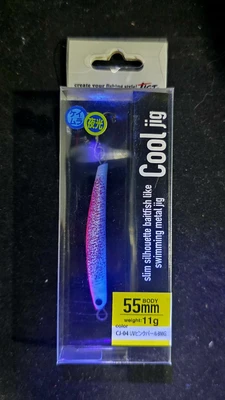 create your fishing style!
夜光
Cool jig
slim silhouette baitfish like
swimming metal jig
BODY
55mm
weight: 11g
color